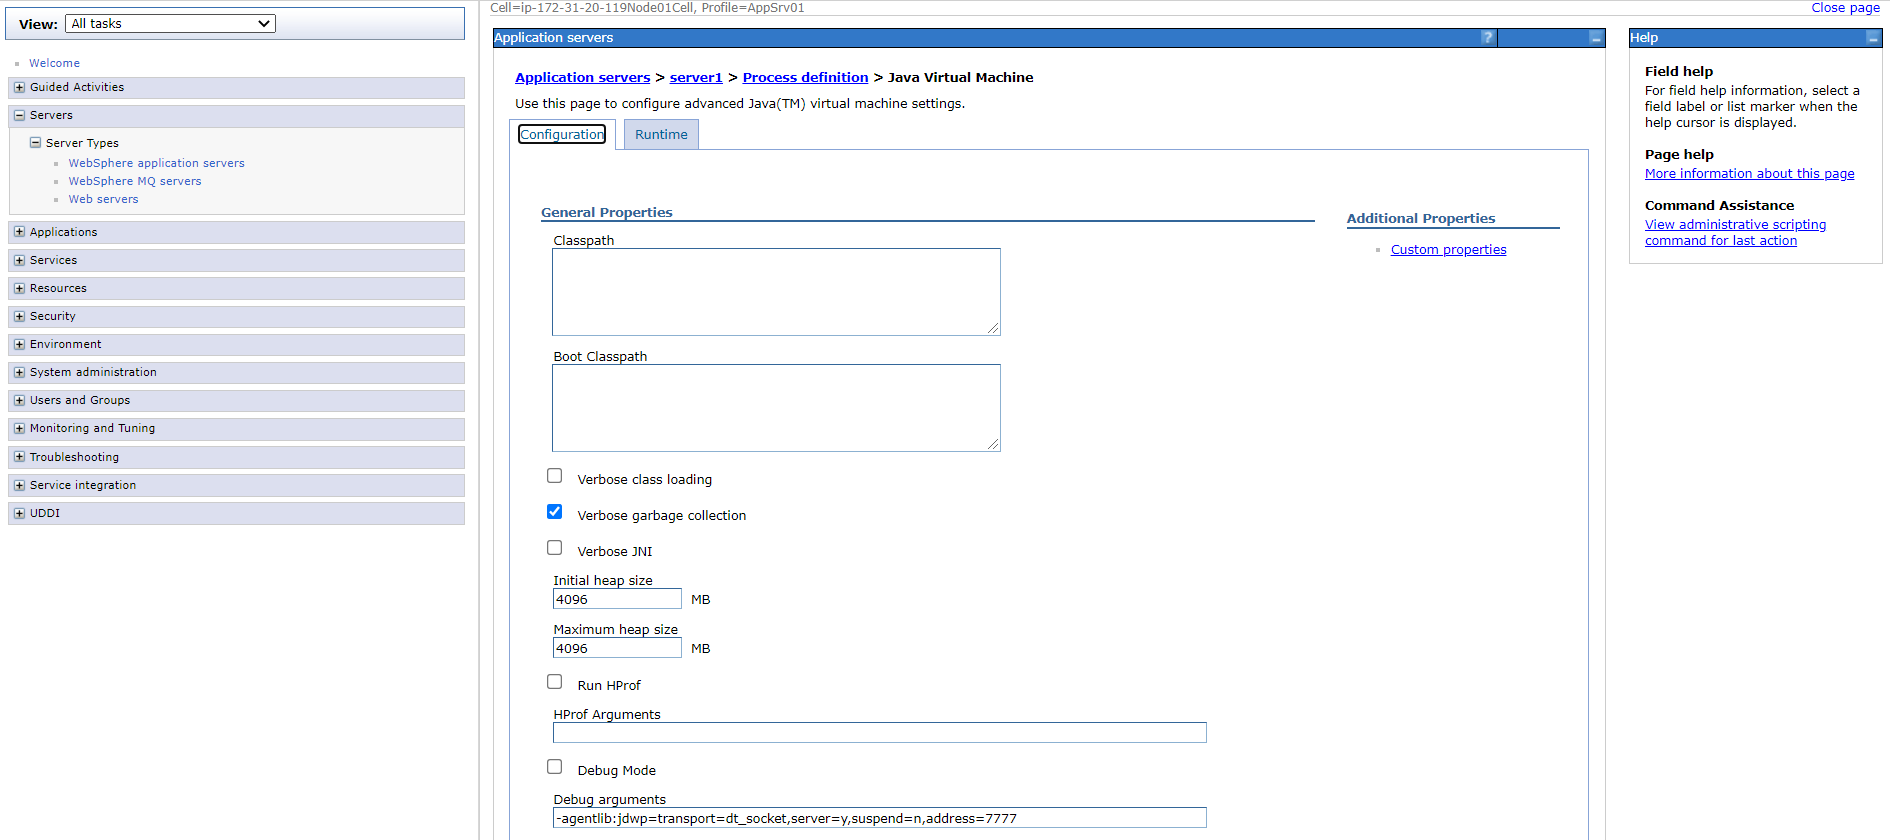 Cell=ip-172-31-20-119Node01Cell, Profile=AppSrv01
Close page
View: All tasks
Welcome
Guided Activities
Servers
Server Types
WebSphere application servers
WebSphere MQ servers
Web servers
Applications
Services
Resources
Security
Environment
System administration
Users and Groups
Monitoring and Tuning
Troubleshooting
Service integration
UDDI
Application servers
?
Application servers > server1 > Process definition > Java Virtual Machine
Use this page to configure advanced Java(TM) virtual machine settings.
Configuration
Runtime
General Properties
Classpath
Boot Classpath
Verbose class loading
Verbose garbage collection
Verbose JNI
Initial heap size
4096 MB
Maximum heap size
4096 MB
Run HProf
HProf Arguments
Debug Mode
Debug arguments
-agentlib:jdwp=transport=dt_socket,server=y,suspend=n,address=7777
Additional Properties
Custom properties
Help
Field help
For field help information, select a
field label or list marker when the
help cursor is displayed.
Page help
More information about this page
Command Assistance
View administrative scripting
command for last action